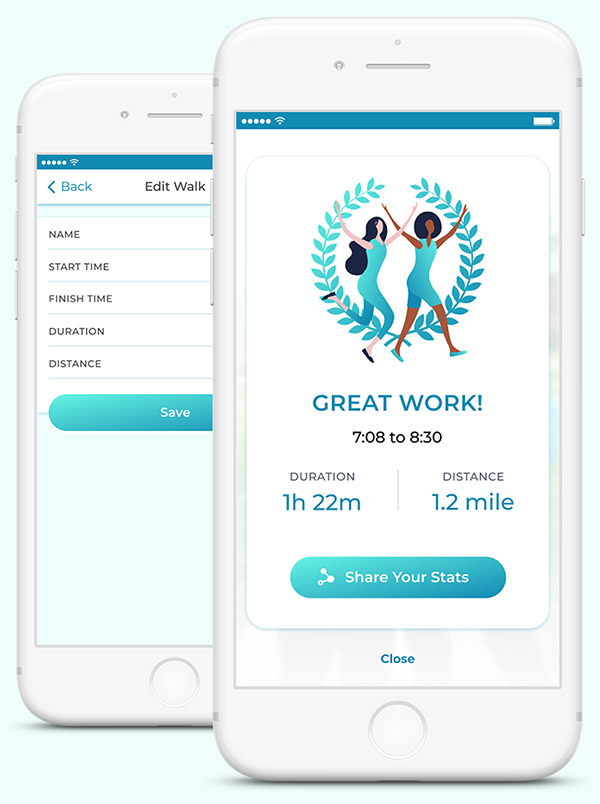 Back
Edit Walk
NAME
START TIME
FINISH TIME
DURATION
DISTANCE
Save
GREAT WORK!
7:08 to 8:30
DURATION
DISTANCE
1h 22m
1.2 mile
Share Your Stats
Close